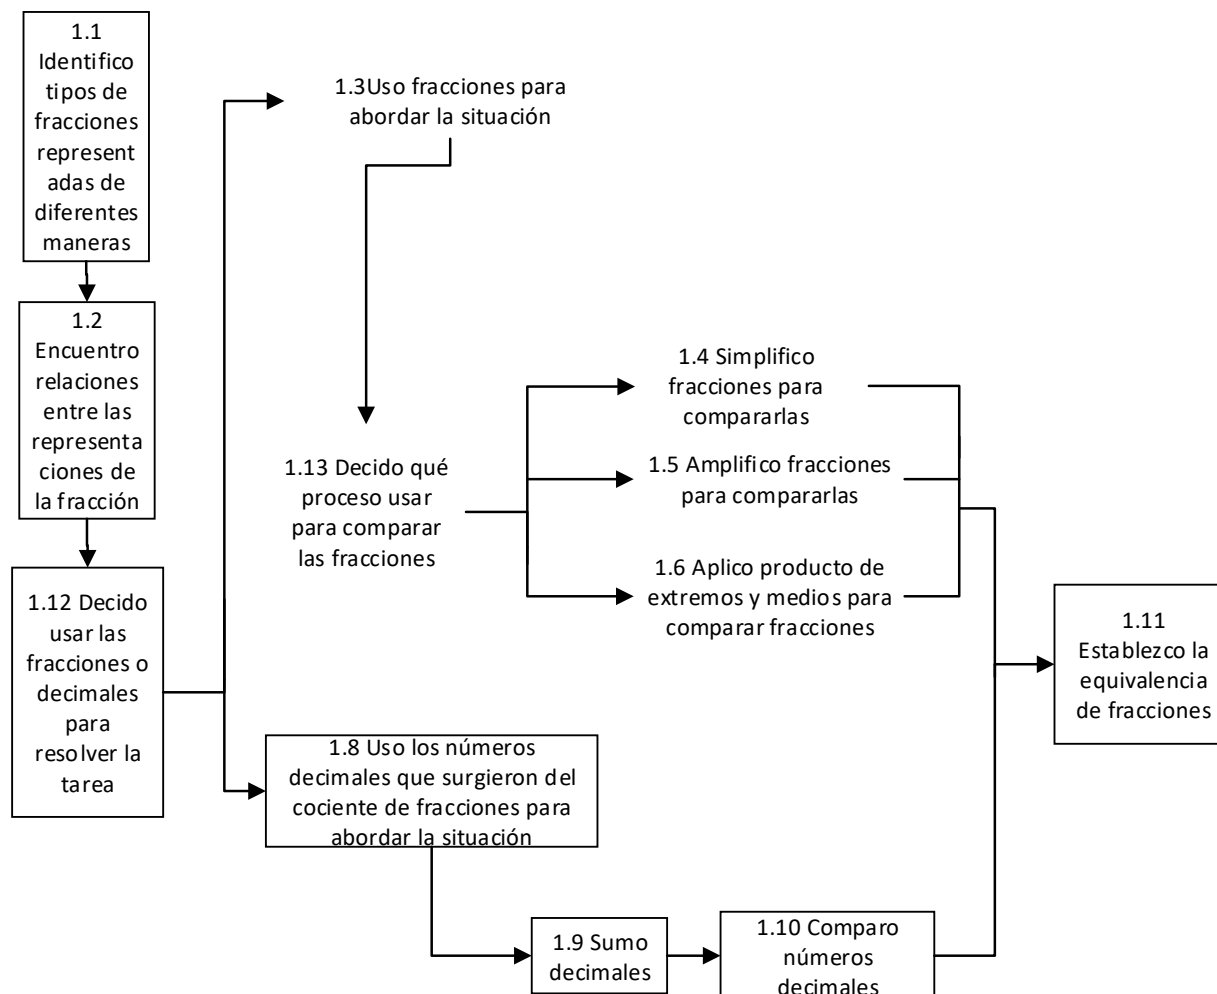 1.1
Identifico
tipos de
fracciones
represent
adas de
diferentes
maneras
1.2
Encuentro
relaciones
entre las
representa
ciones de
la fracción
1.12 Decido
usar las
fracciones o
decimales
para
resolver la
tarea
1.3Uso fracciones para
abordar la situación
1.13 Decido qué
proceso usar
para comparar
las fracciones
1.4 Simplifico
fracciones para
compararlas
1.5 Amplifico fracciones
para compararlas
1.6 Aplico producto de
extremos y medios para
comparar fracciones
1.8 Uso los números
decimales que surgieron del
cociente de fracciones para
abordar la situación
1.9 Sumo
decimales
1.10 Comparo
números
decimales
1.11
Establezco la
equivalencia
de fracciones